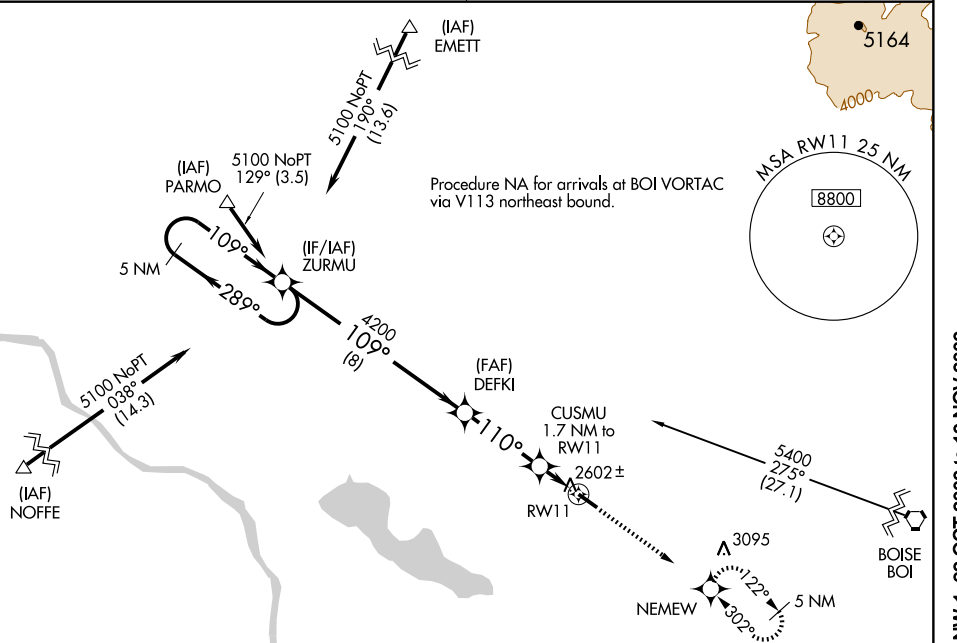 (IAF)
EMETT
5164
4000
5100 NoPT
190°
(13.6)
(IAF)
PARMO
5100 NoPT
129° (3.5)
Procedure NA for arrivals at BOI VORTAC
via V113 northeast bound.
MSA RW11 25 NM
8800
109°
5 NM
289°
(IF/IAF)
ZURMU
4200
109°
(8)
(FAF)
DEFKI
5100 NoPT
038°
(14.3)
(IAF)
NOFFE
110°
CUSMU
1.7 NM to
RW11
2602 ±
RW11
5400
275°
(27.1)
BOISE
BOI
3095
NEMEW
122°
302°
5 NM